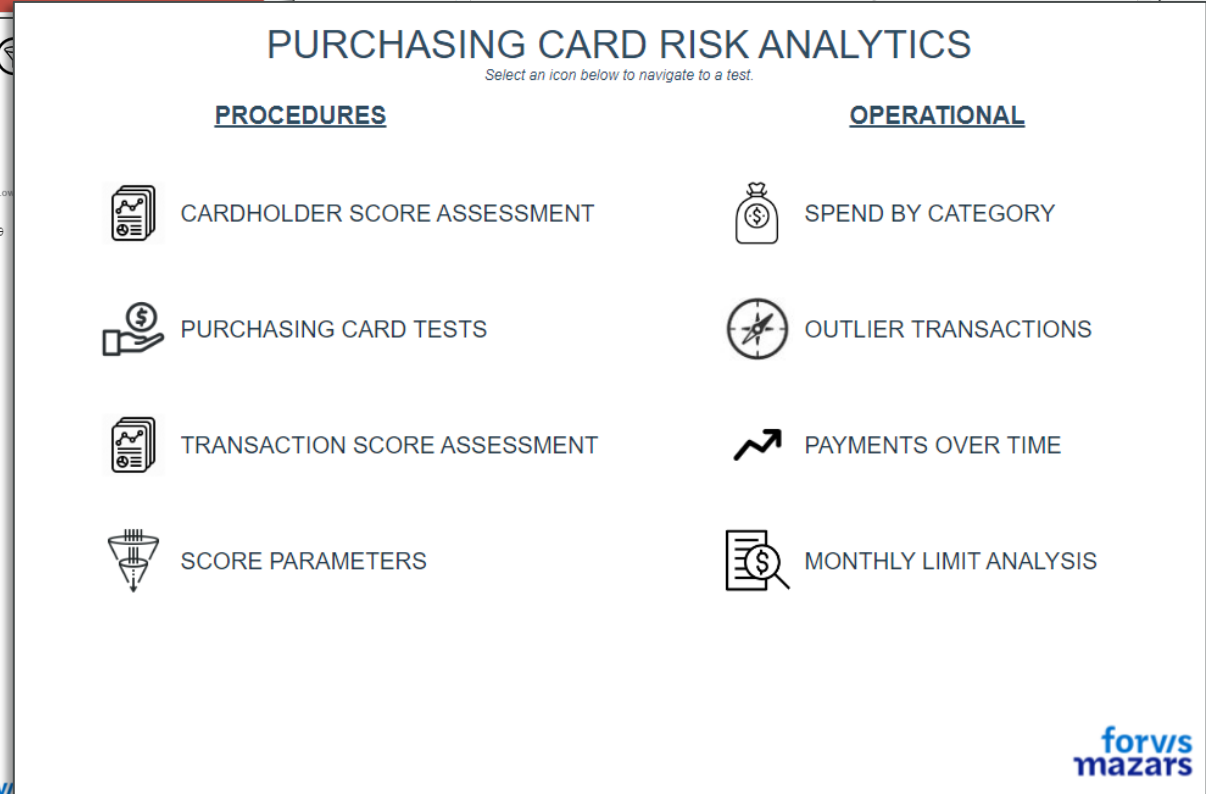 PURCHASING CARD RISK ANALYTICS
Select an icon below to navigate to a test.
PROCEDURES
CARDHOLDER SCORE ASSESSMENT
PURCHASING CARD TESTS
TRANSACTION SCORE ASSESSMENT
SCORE PARAMETERS
OPERATIONAL
SPEND BY CATEGORY
OUTLIER TRANSACTIONS
PAYMENTS OVER TIME
MONTHLY LIMIT ANALYSIS
forvis
mazars